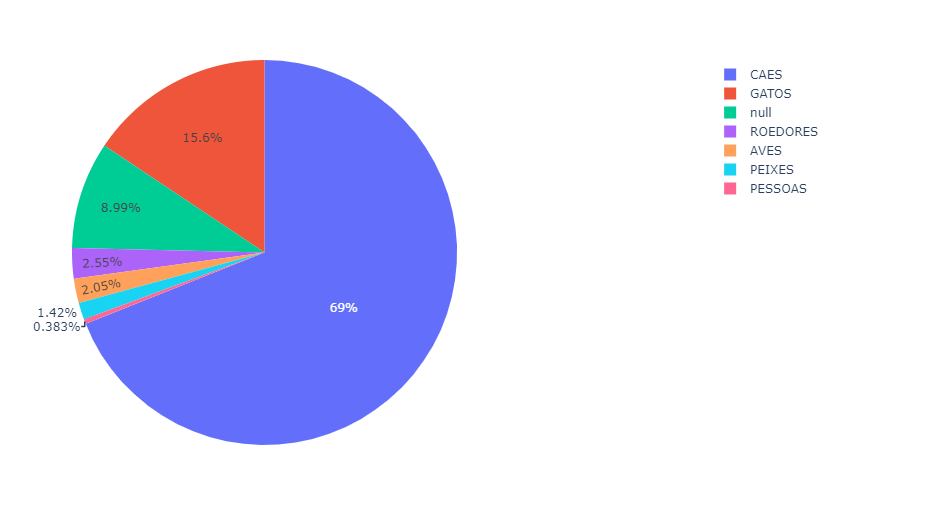 CAES
GATOS
null
ROEDORES
AVES
PEIXES
PESSOAS
15.6%
8.99%
2.55%
2.05%
1.42%
0.383%
69%